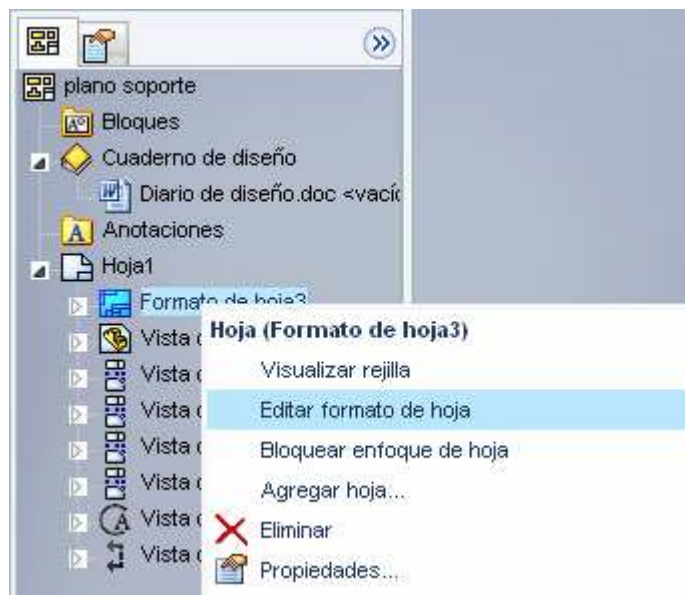 plano soporte
Bloques
Cuaderno de diseño
Diario de diseño.doc <vacío
Anotaciones
Hoja1
Formato de hoja3
Hoja (Formato de hoja3)
Vista
Visualizar rejilla
Vista
Editar formato de hoja
Vista
Bloquear enfoque de hoja
Vista
Agregar hoja...
Vista
Eliminar
Vista
Propiedades...
Vista